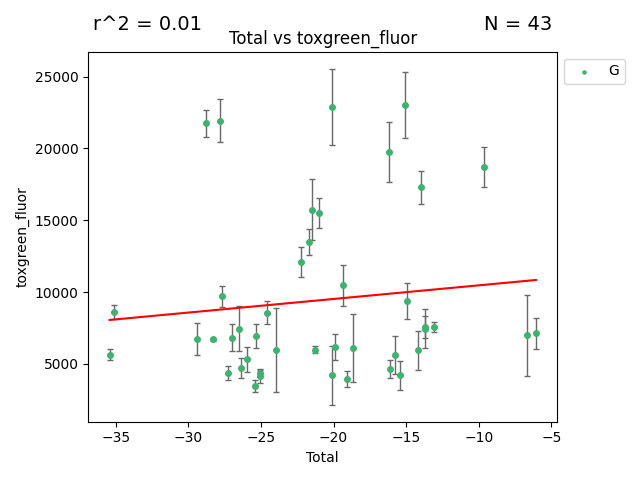 r^2 = 0.01
N = 43
Total vs toxgreen_fluor
G
25000
20000
15000
10000
5000
toxgreen_fluor
−35
−30
−25
−20
−15
−10
−5
Total